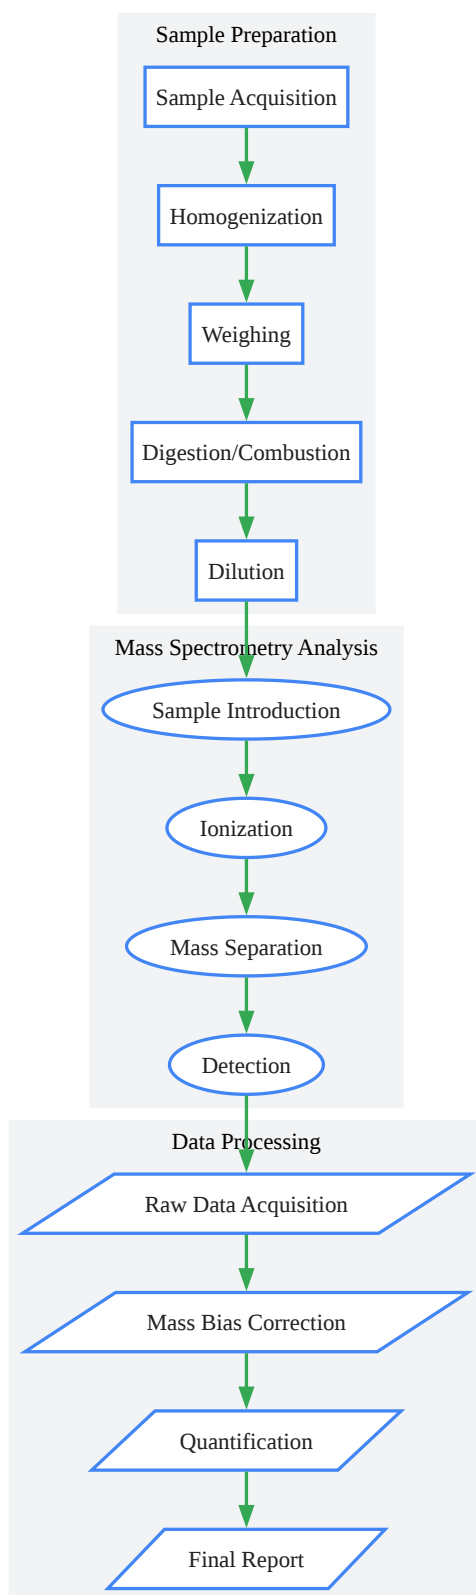 Sample Preparation
Sample Acquisition
Homogenization
Weighing
Digestion/Combustion
Dilution
Mass Spectrometry Analysis
Sample Introduction
Ionization
Mass Separation
Detection
Data Processing
Raw Data Acquisition
Mass Bias Correction
Quantification
Final Report